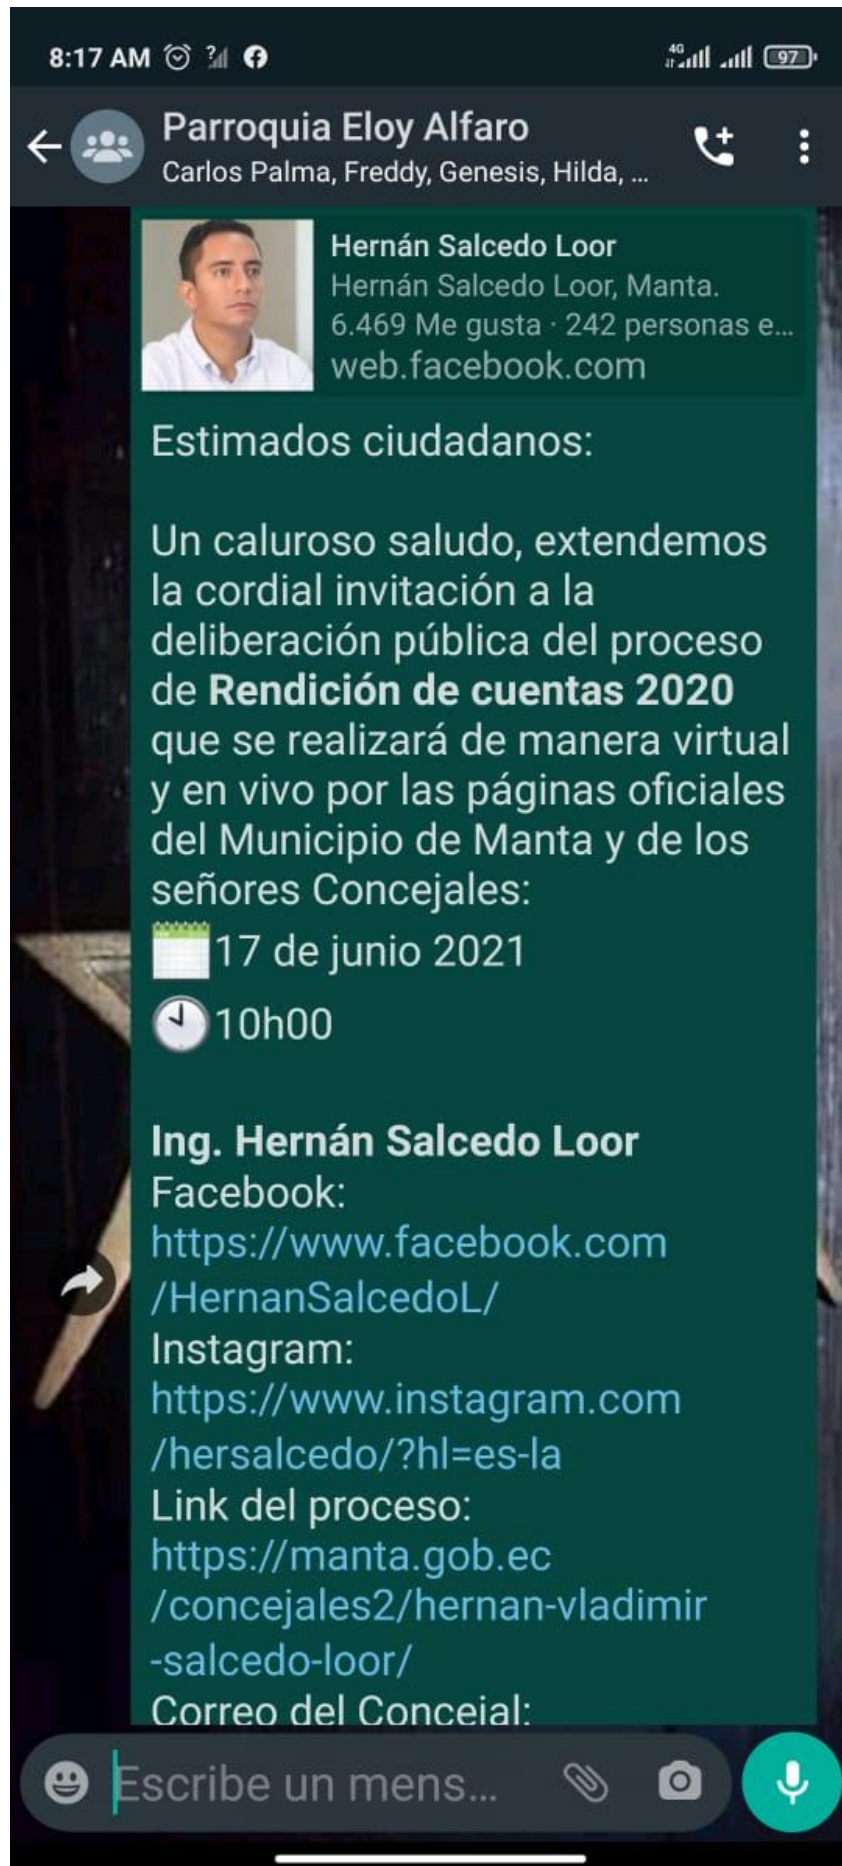 8:17 AM
4G
97
Parroquia Eloy Alfaro
Carlos Palma, Freddy, Genesis, Hilda, ...
Hernán Salcedo Loor
Hernán Salcedo Loor, Manta.
6.469 Me gusta · 242 personas e...
web.facebook.com
Estimados ciudadanos:
Un caluroso saludo, extendemos
la cordial invitación a la
deliberación pública del proceso
de Rendición de cuentas 2020
que se realizará de manera virtual
y en vivo por las páginas oficiales
del Municipio de Manta y de los
señores Concejales:
17 de junio 2021
10h00
Ing. Hernán Salcedo Loor
Facebook:
https://www.facebook.com
/HernanSalcedoL/
Instagram:
https://www.instagram.com
/hersalcedo/?hl=es-la
Link del proceso:
https://manta.gob.ec
/concejales2/hernan-vladimir
-salcedo-loor/
Correo del Concejal:
Escribe un mens...